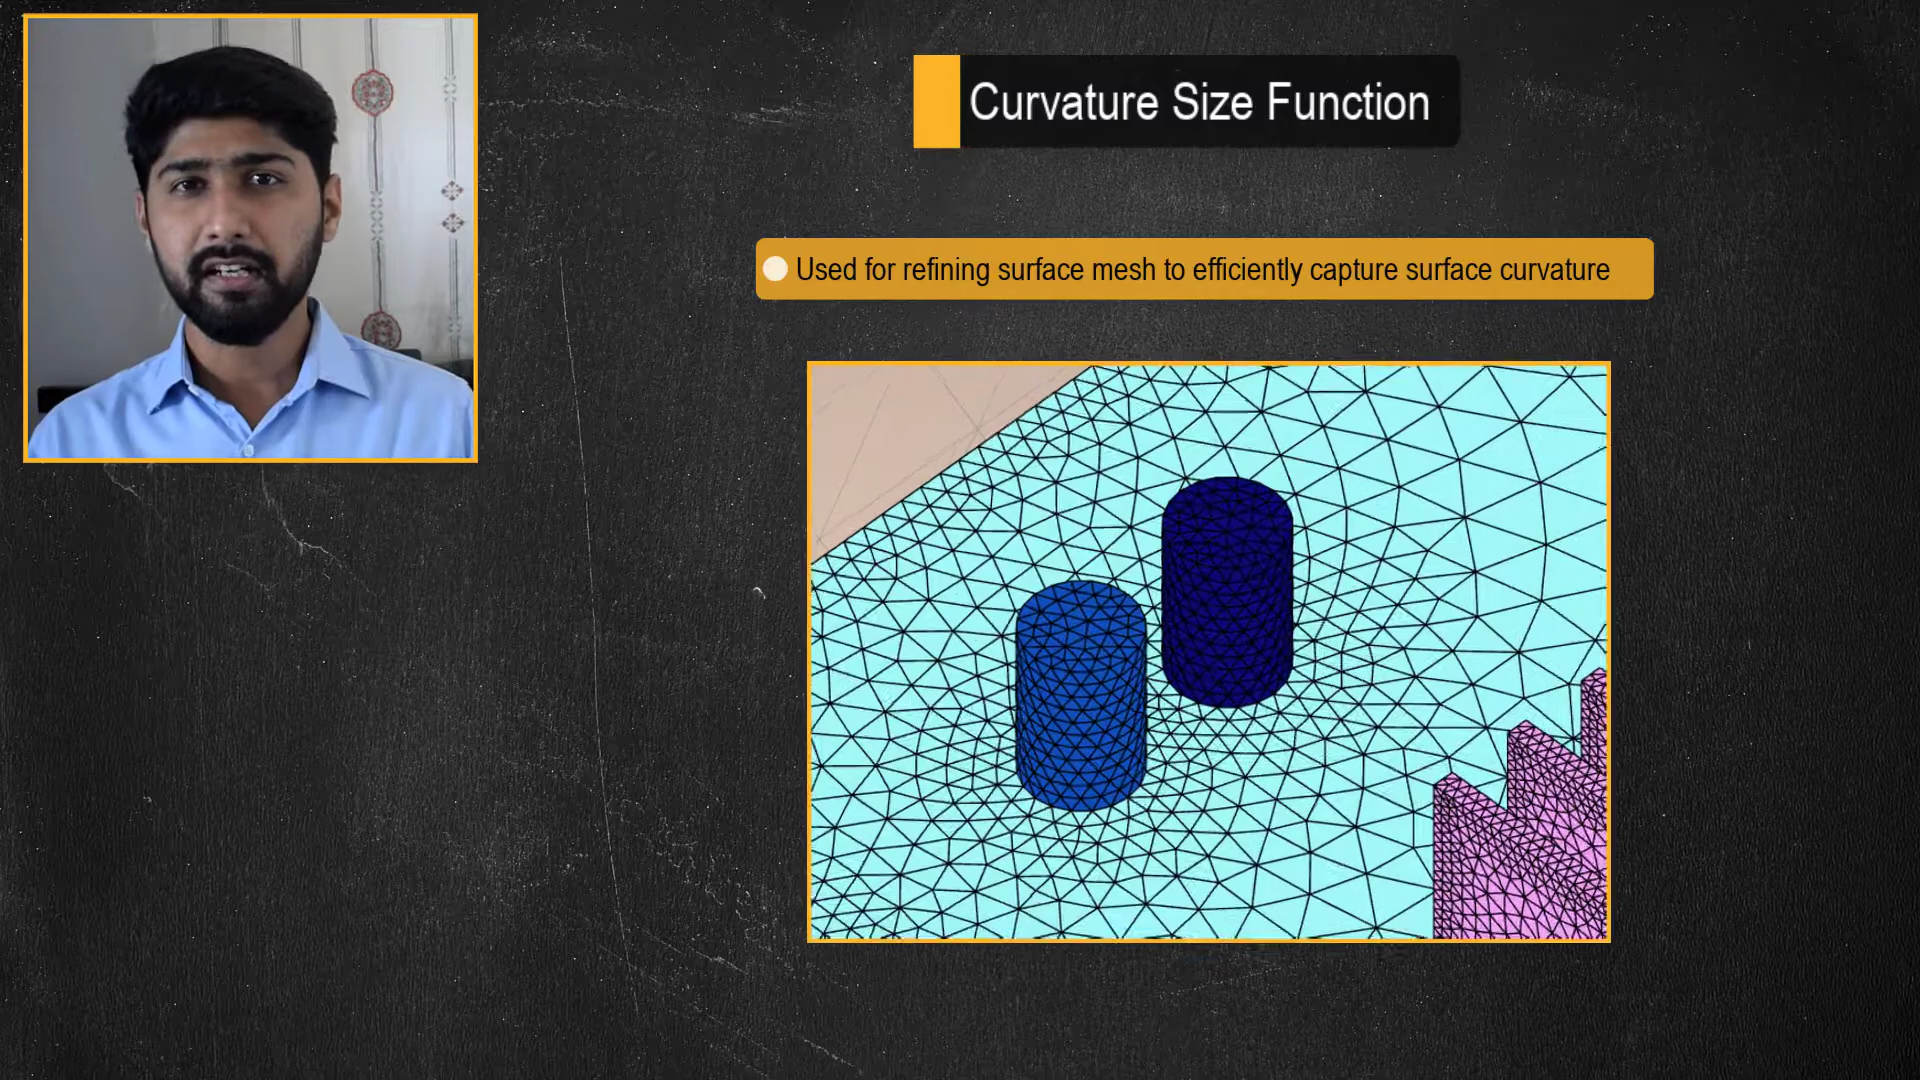 Curvature Size Function
Used for refining surface mesh to efficiently capture surface curvature